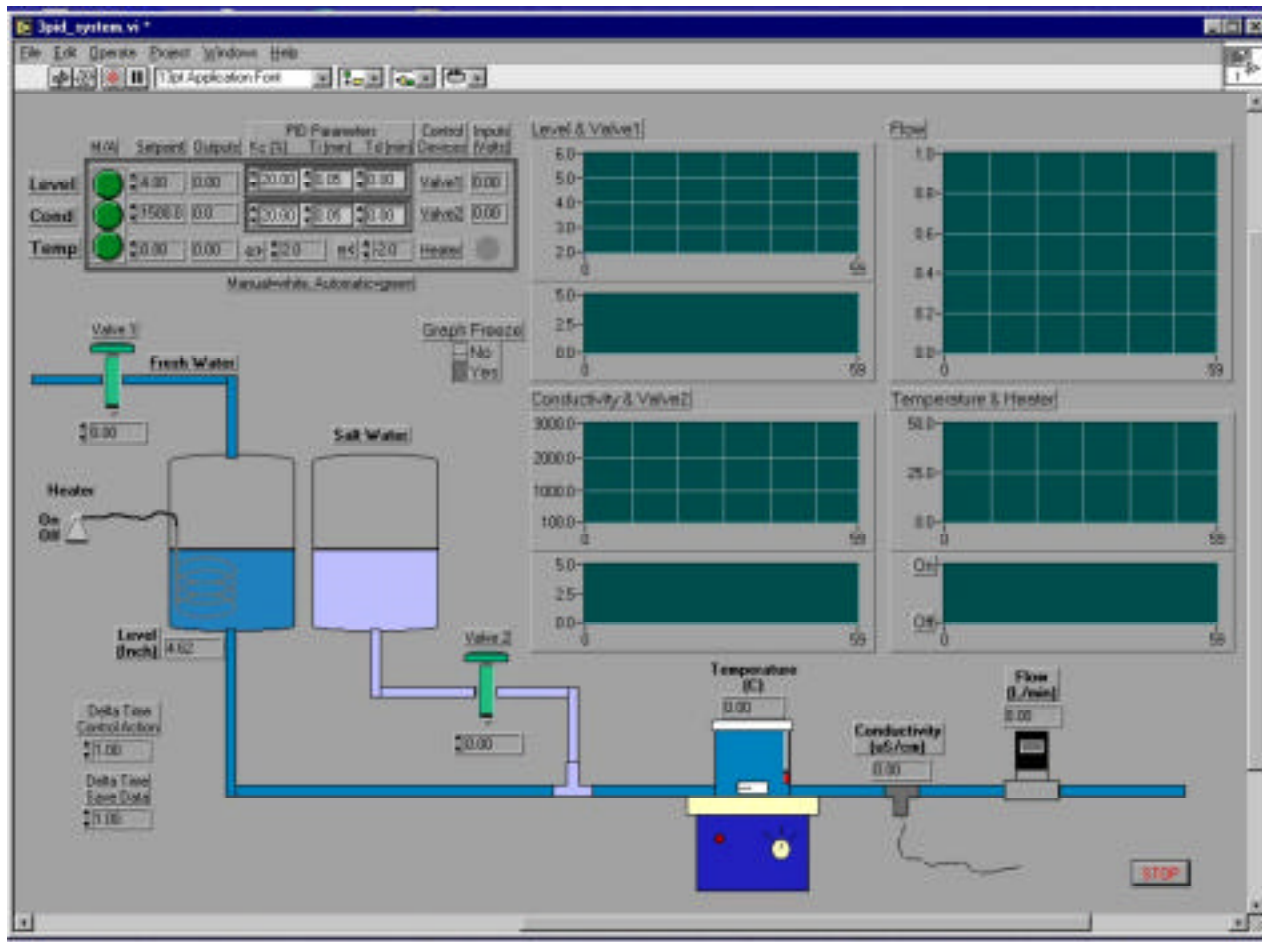 3pid_system.vi *
File Edit Operate Project Windows Help
13pt Application Font
PID Parameters Control Inputs
M/A Setpoint Outputs Kc (%) Ti (min) Td (min) Devices (Volts)
Level 4.00 0.00 20.00 0.05 0.00 Valve1 0.00
Cond 1500.0 0.0 20.00 0.05 0.00 Valve2 0.00
Temp 0.00 0.00 2.0 -2.0 Heater
Manual=white, Automatic=green
Level & Valve1
6.0
5.0
4.0
3.0
2.0
0 59
5.0
2.5
0.0
0 59
Flow
1.0
0.8
0.6
0.4
0.2
0.0
0 59
Graph Freeze
No
Yes
Valve 1
Fresh Water
0.00
Salt Water
Heater
On
Off
Level
(Inch) 4.62
Conductivity & Valve2
3000.0
2000.0
1000.0
100.0
0 59
5.0
0.0
0 59
Temperature & Heater
50.0
25.0
0.0
0 59
On
Off
0 59
Valve 2
0.00
Delta Time
Control Action
1.00
Delta Time
Save Data
1.00
Temperature
(C)
0.00
Conductivity
(uS/cm)
0.00
Flow
(L/min)
0.00
STOP